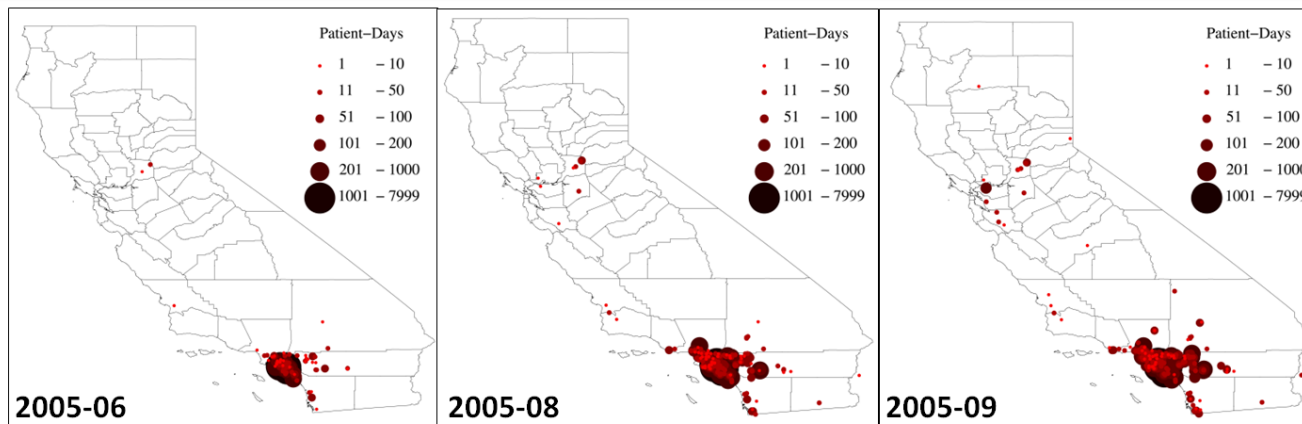 Patient-Days
1 - 10
11 - 50
51 - 100
101 - 200
201 - 1000
1001 - 7999
2005-06
Patient-Days
1 - 10
11 - 50
51 - 100
101 - 200
201 - 1000
1001 - 7999
2005-08
Patient-Days
1 - 10
11 - 50
51 - 100
101 - 200
201 - 1000
1001 - 7999
2005-09